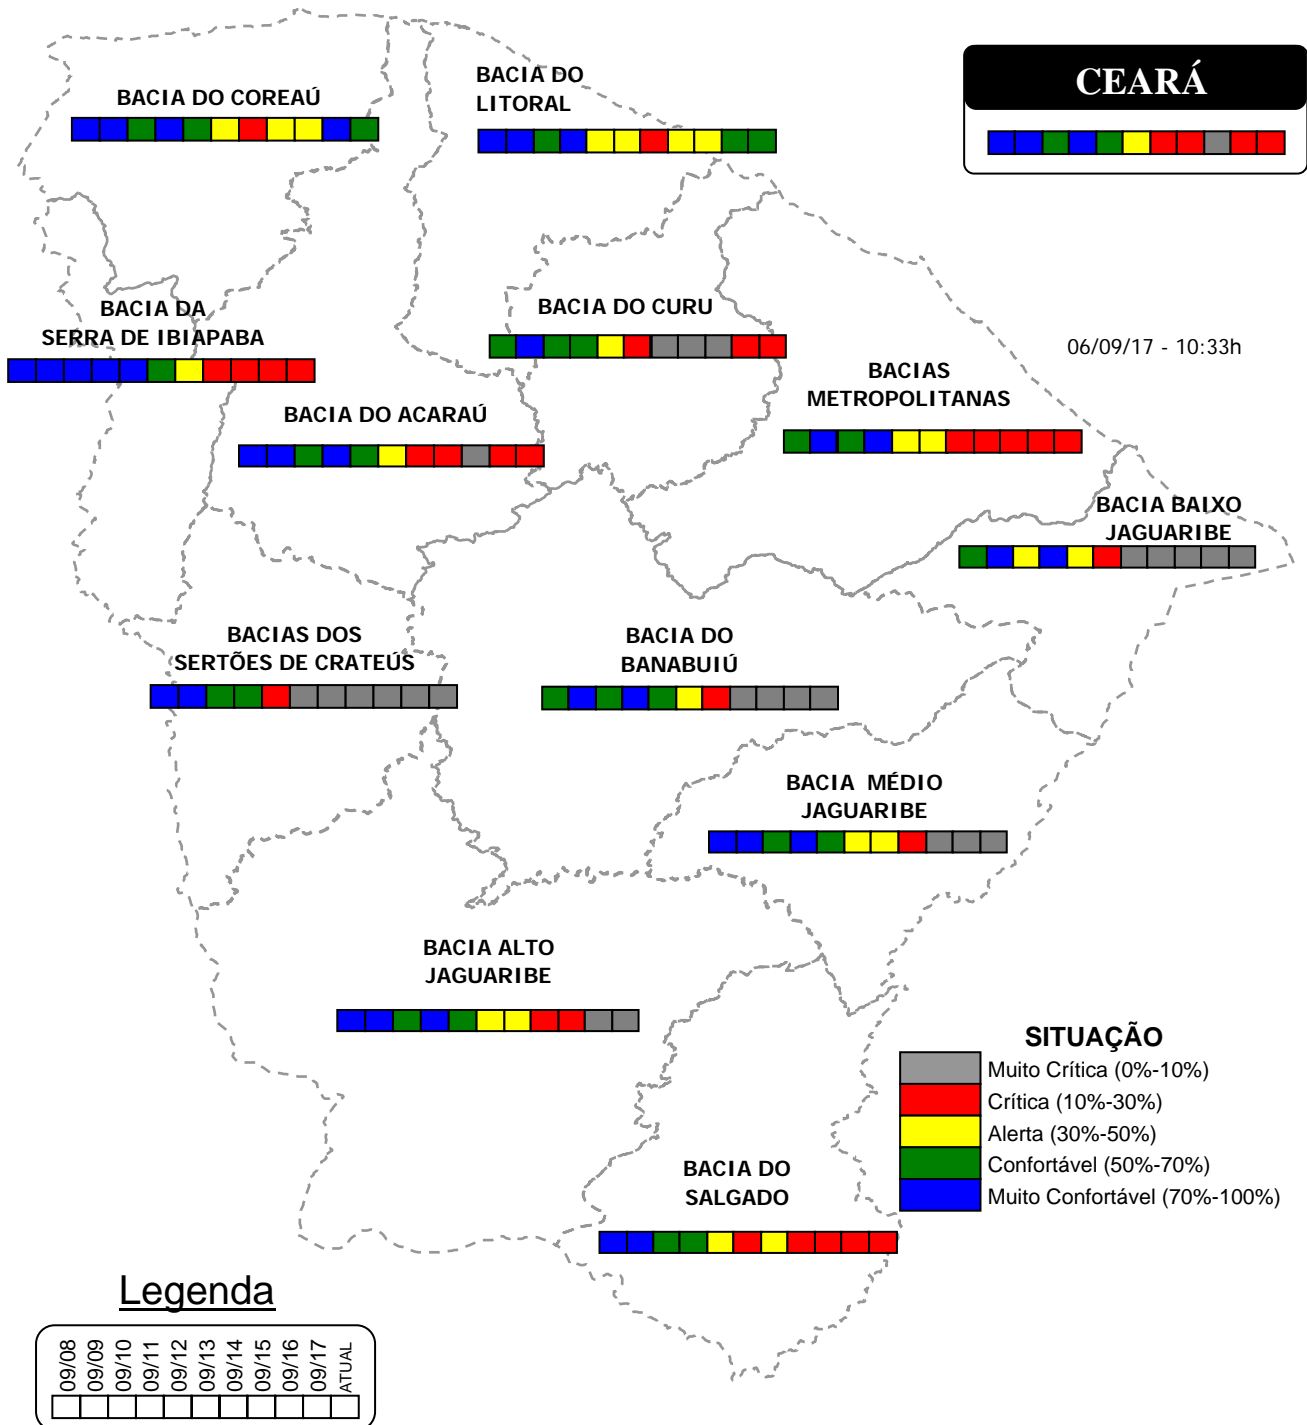 BACIA DO COREAÚ
BACIA DO
LITORAL
CEARÁ
BACIA DA
SERRA DE IBIAPABA
BACIA DO CURU
06/09/17 - 10:33h
BACIAS
METROPOLITANAS
BACIA DO ACARAÚ
BACIA BAIXO
JAGUARIBE
BACIAS DOS
SERTÕES DE CRATEÚS
BACIA DO
BANABUIÚ
BACIA MÉDIO
JAGUARIBE
BACIA ALTO
JAGUARIBE
BACIA DO
SALGADO
SITUAÇÃO
Muito Crítica (0%-10%)
Crítica (10%-30%)
Alerta (30%-50%)
Confortável (50%-70%)
Muito Confortável (70%-100%)
Legenda
09/08
09/09
09/10
09/11
09/12
09/13
09/14
09/15
09/16
09/17
ATUAL